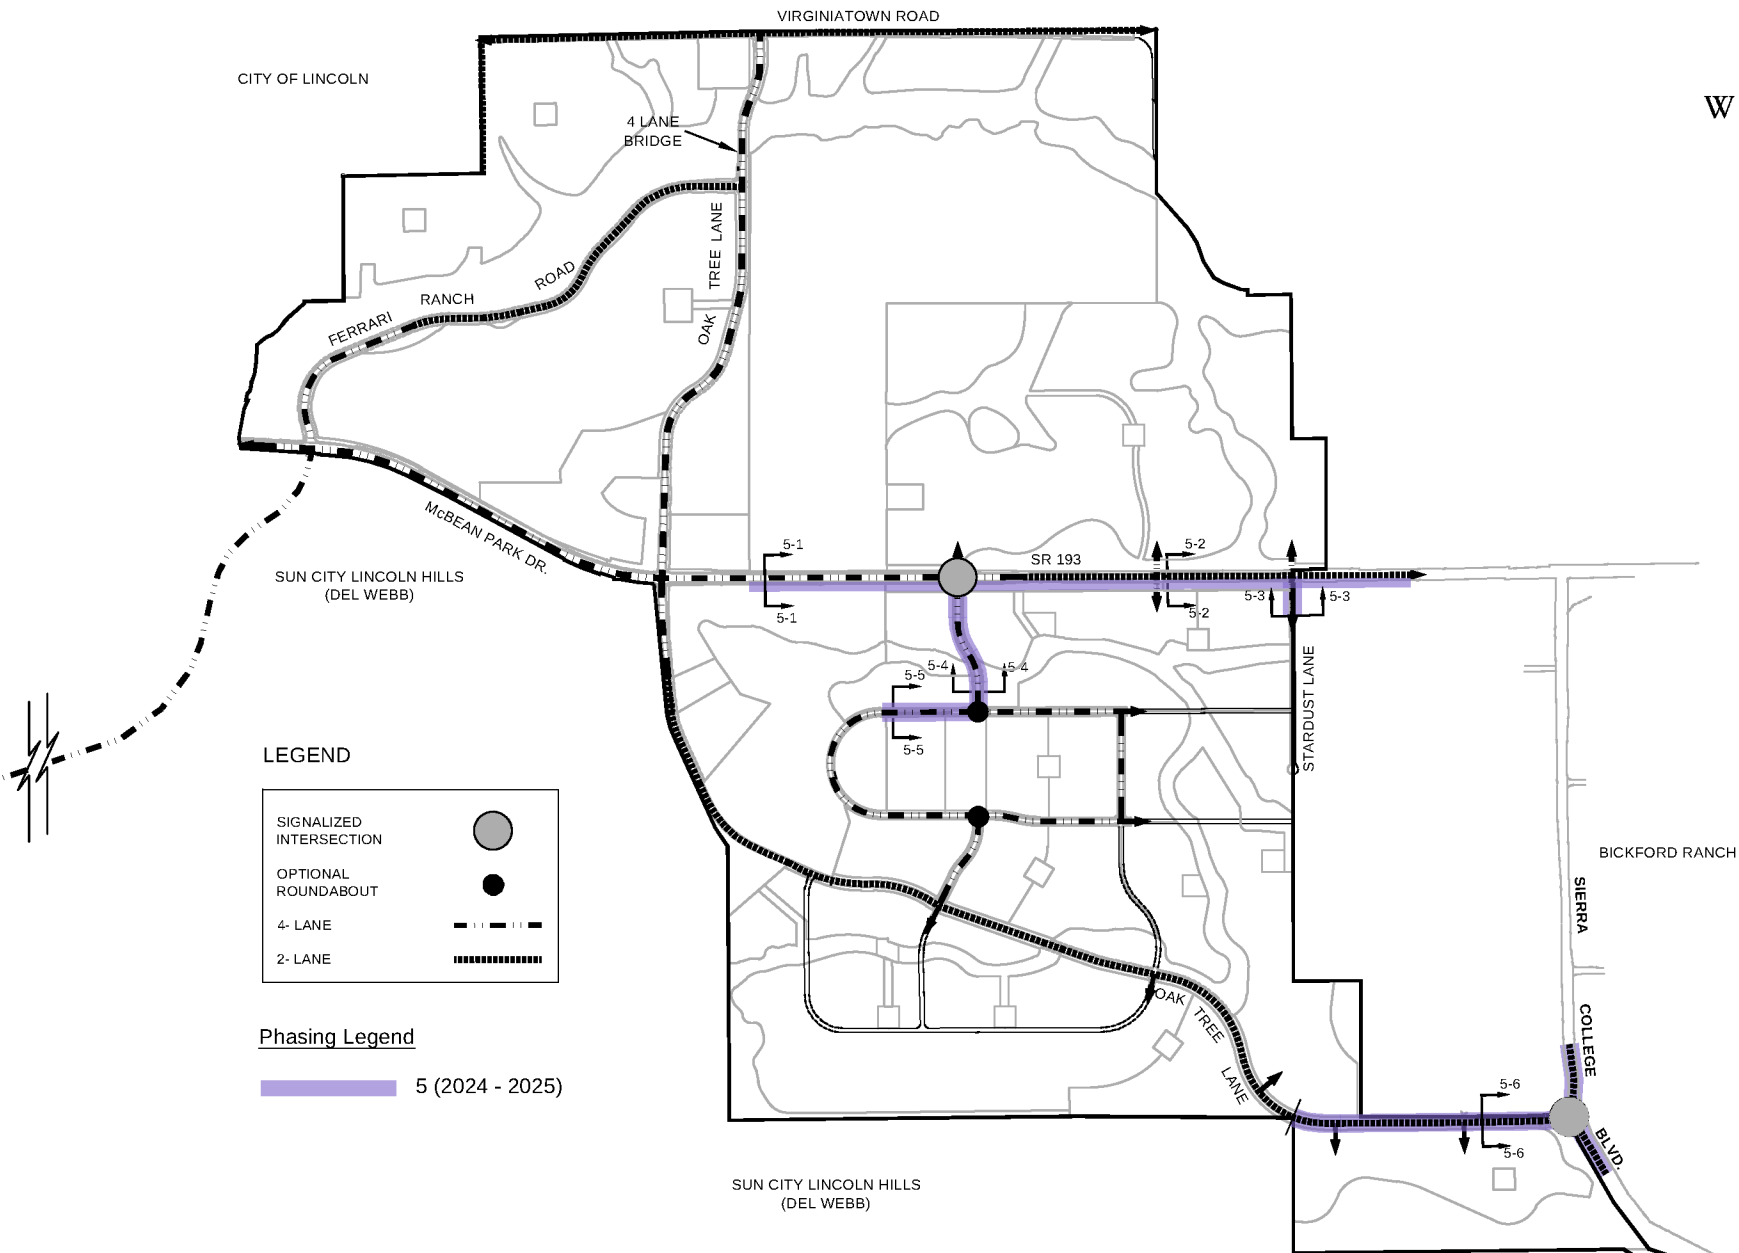 VIRGINIATOWN ROAD
CITY OF LINCOLN
W
4 LANE
BRIDGE
TREE LANE
OAK
FERRARI
RANCH
ROAD
McBEAN PARK DR.
SUN CITY LINCOLN HILLS
(DEL WEBB)
5-1
5-1
SR 193
5-2
5-2
5-3
5-3
5-4
5-4
5-5
5-5
STARDUST LANE
LEGEND
SIGNALIZED
INTERSECTION
OPTIONAL
ROUNDABOUT
4- LANE
2- LANE
Phasing Legend
5 (2024 - 2025)
BICKFORD RANCH
SIERRA
COLLEGE
BLVD.
OAK
TREE
LANE
5-6
5-6
SUN CITY LINCOLN HILLS
(DEL WEBB)